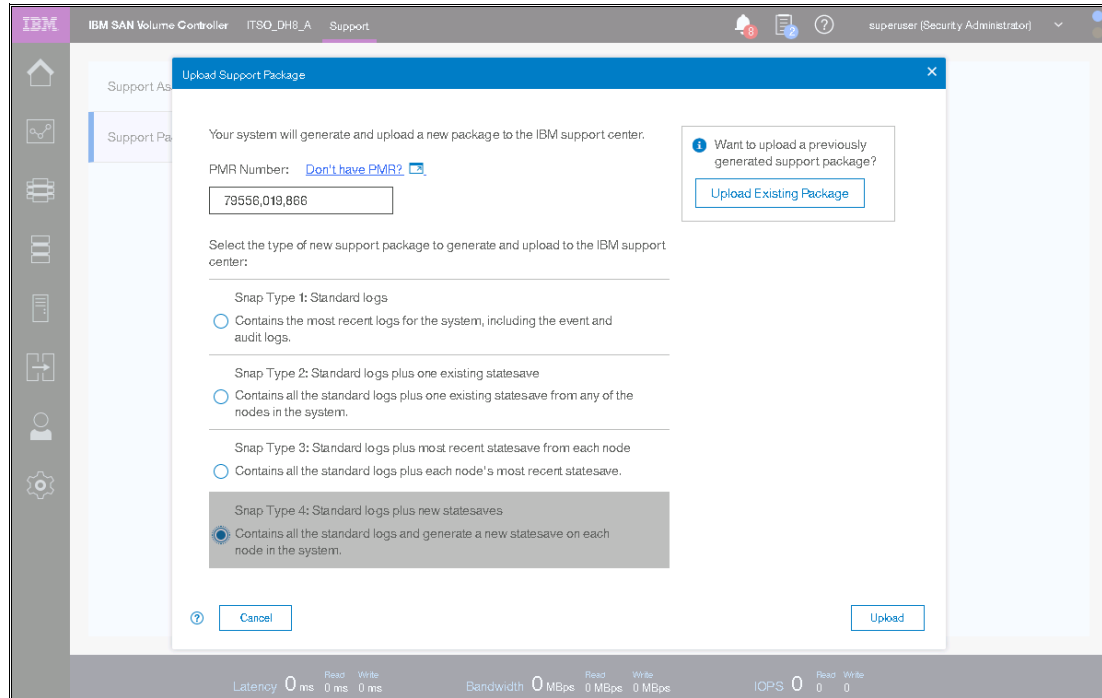 IBM
IBM SAN Volume Controller ITSO_DH8_A Support
8
2
?
superuser (Security Administrator)
Upload Support Package
Support As
Support Pa
Your system will generate and upload a new package to the IBM support center.
PMR Number: Don't have PMR?
79556,019,866
Want to upload a previously
generated support package?
Upload Existing Package
Select the type of new support package to generate and upload to the IBM support
center:
Snap Type 1: Standard logs
Contains the most recent logs for the system, including the event and
audit logs.
Snap Type 2: Standard logs plus one existing statesave
Contains all the standard logs plus one existing statesave from any of the
nodes in the system.
Snap Type 3: Standard logs plus most recent statesave from each node
Contains all the standard logs plus each node's most recent statesave.
Snap Type 4: Standard logs plus new statesaves
Contains all the standard logs and generate a new statesave on each
node in the system.
?
Cancel
Upload
Latency 0 ms Read 0 ms Write 0 ms
Bandwidth 0 MBps Read 0 MBps Write 0 MBps
IOPS 0 Read 0 Write 0